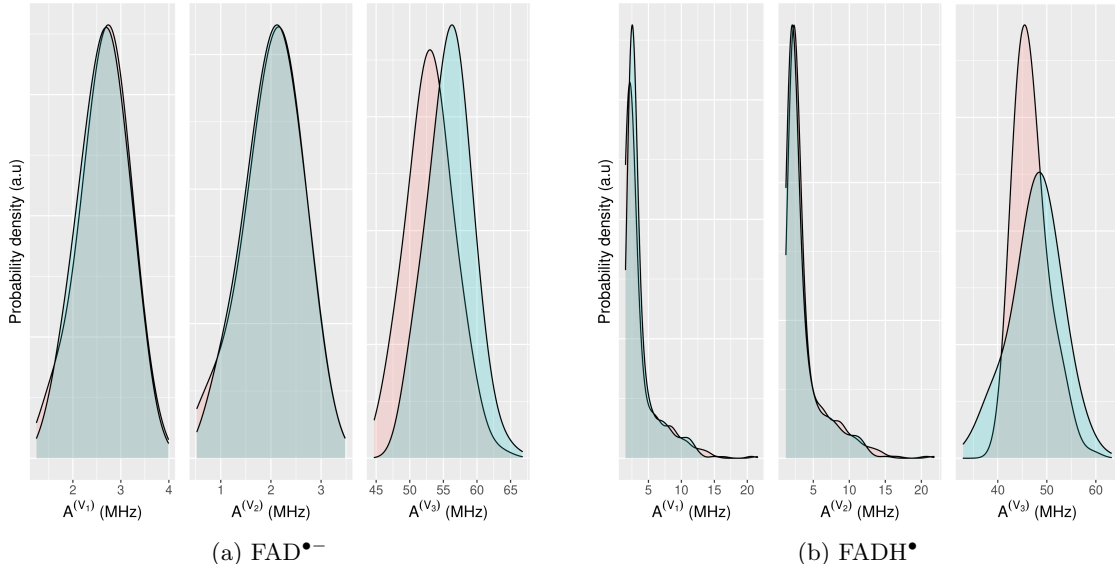 Probability density (a.u)
2 3 4
1 2 3
45 50 55 60 65
A^(V₁) (MHz)
A^(V₂) (MHz)
A^(V₃) (MHz)
(a) FAD•−
Probability density (a.u)
5 10 15 20
5 10 15 20
40 50 60
A^(V₁) (MHz)
A^(V₂) (MHz)
A^(V₃) (MHz)
(b) FADH•